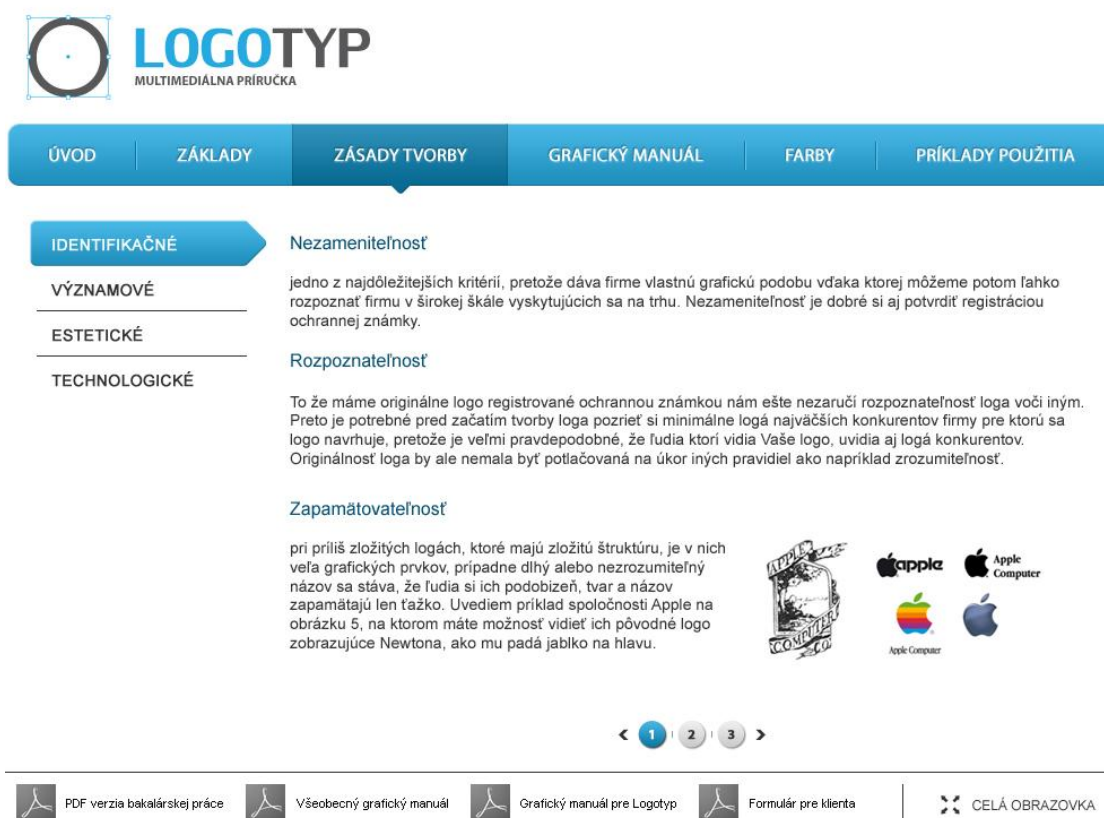 LOGOTYP
MULTIMEDIÁLNA PRÍRUČKA
ÚVOD
ZÁKLADY
ZÁSADY TVORBY
GRAFICKÝ MANUÁL
FARBY
PRÍKLADY POUŽITIA
IDENTIFIKAČNÉ
VÝZNAMOVÉ
ESTETICKÉ
TECHNOLOGICKÉ
Nezameniteľnosť
jedno z najdôležitejších kritérií, pretože dáva firme vlastnú grafickú podobu vďaka ktorej môžeme potom ľahko
rozpoznať firmu v širokej škále vyskytujúcich sa na trhu. Nezameniteľnosť je dobré si aj potvrdiť registráciou
ochrannej známky.
Rozpoznateľnosť
To že máme originálne logo registrované ochrannou známkou nám ešte nezaručí rozpoznateľnosť loga voči iným.
Preto je potrebné pred začatím tvorby loga pozrieť si minimálne logá najväčších konkurentov firmy pre ktorú sa
logo navrhuje, pretože je veľmi pravdepodobné, že ľudia ktorí vidia Vaše logo, uvidia aj logá konkurentov.
Originálnosť loga by ale nemala byť potlačovaná na úkor iných pravidiel ako napríklad zrozumiteľnosť.
Zapamätovateľnosť
pri príliš zložitých logách, ktoré majú zložitú štruktúru, je v nich
veľa grafických prvkov, prípadne dlhý alebo nezrozumiteľný
názov sa stáva, že ľudia si ich podobizeň, tvar a názov
zapamätajú len ťažko. Uvediem príklad spoločnosti Apple na
obrázku 5, na ktorom máte možnosť vidieť ich pôvodné logo
zobrazujúce Newtona, ako mu padá jablko na hlavu.
APPLE
COMPUTER
CO
apple
Apple
Computer
Apple Computer
1
2
3
PDF verzia bakalárskej práce
Všeobecný grafický manuál
Grafický manuál pre Logotyp
Formulár pre klienta
CELÁ OBRAZOVKA